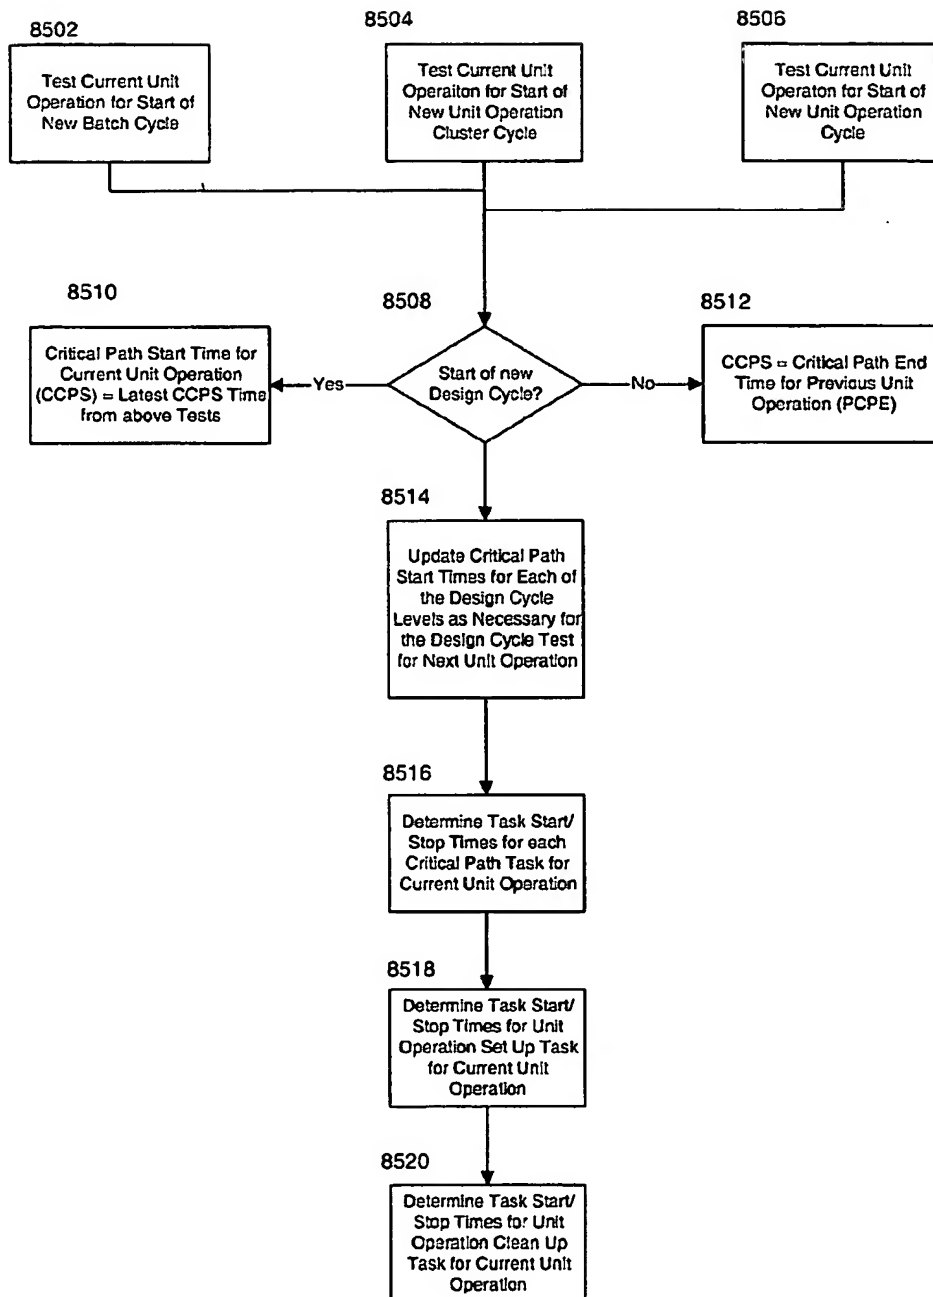 8502
Test Current Unit
Operation for Start of
New Batch Cycle
8504
Test Current Unit
Operaiton for Start of
New Unit Operation
Cluster Cycle
8506
Test Current Unit
Operaton for Start of
New Unit Operation
Cycle
8510
Critical Path Start Time for
Current Unit Operation
(CCPS) = Latest CCPS Time
from above Tests
Yes
8508
Start of new
Design Cycle?
No
8512
CCPS = Critical Path End
Time for Previous Unit
Operation (PCPE)
8514
Update Critical Path
Start Times for Each of
the Design Cycle
Levels as Necessary for
the Design Cycle Test
for Next Unit Operation
8516
Determine Task Start/
Stop Times for each
Critical Path Task for
Current Unit Operation
8518
Determine Task Start/
Stop Times for Unit
Operation Set Up Task
for Current Unit
Operation
8520
Determine Task Start/
Stop Times for Unit
Operation Clean Up
Task for Current Unit
Operation